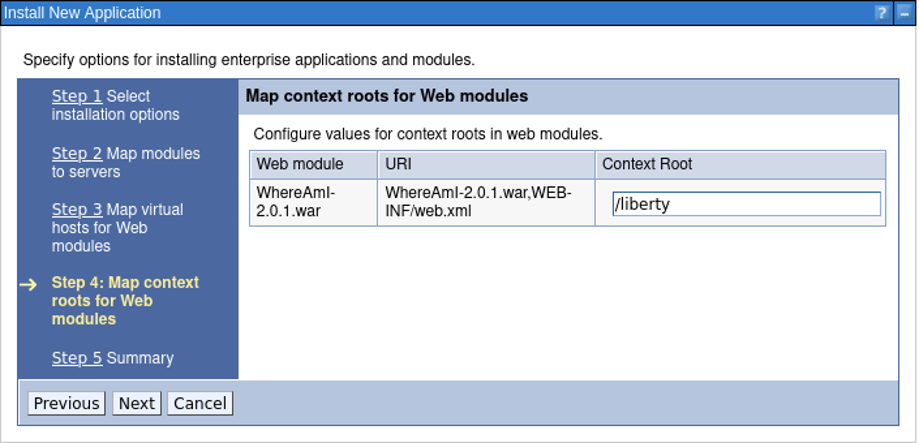 Install New Application
? –
Specify options for installing enterprise applications and modules.
Step 1 Select
installation options
Step 2 Map modules
to servers
Step 3 Map virtual
hosts for Web
modules
Step 4: Map context
roots for Web
modules
Step 5 Summary
Map context roots for Web modules
Configure values for context roots in web modules.
Web module URI Context Root
WhereAmI-
2.0.1.war
WhereAmI-2.0.1.war,WEB-
INF/web.xml
/liberty
Previous Next Cancel